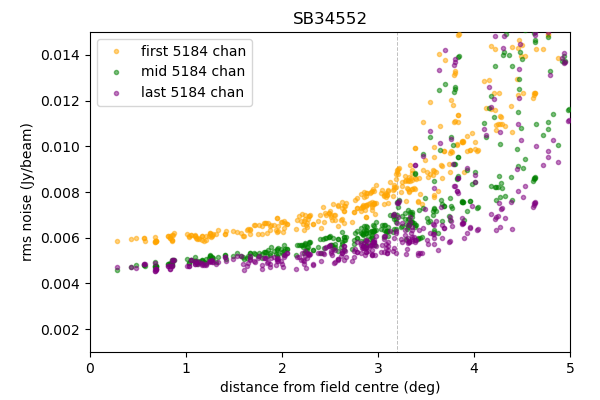 SB34552
first 5184 chan
mid 5184 chan
last 5184 chan
rms noise (Jy/beam)
0.014
0.012
0.010
0.008
0.006
0.004
0.002
0 1 2 3 4 5
distance from field centre (deg)